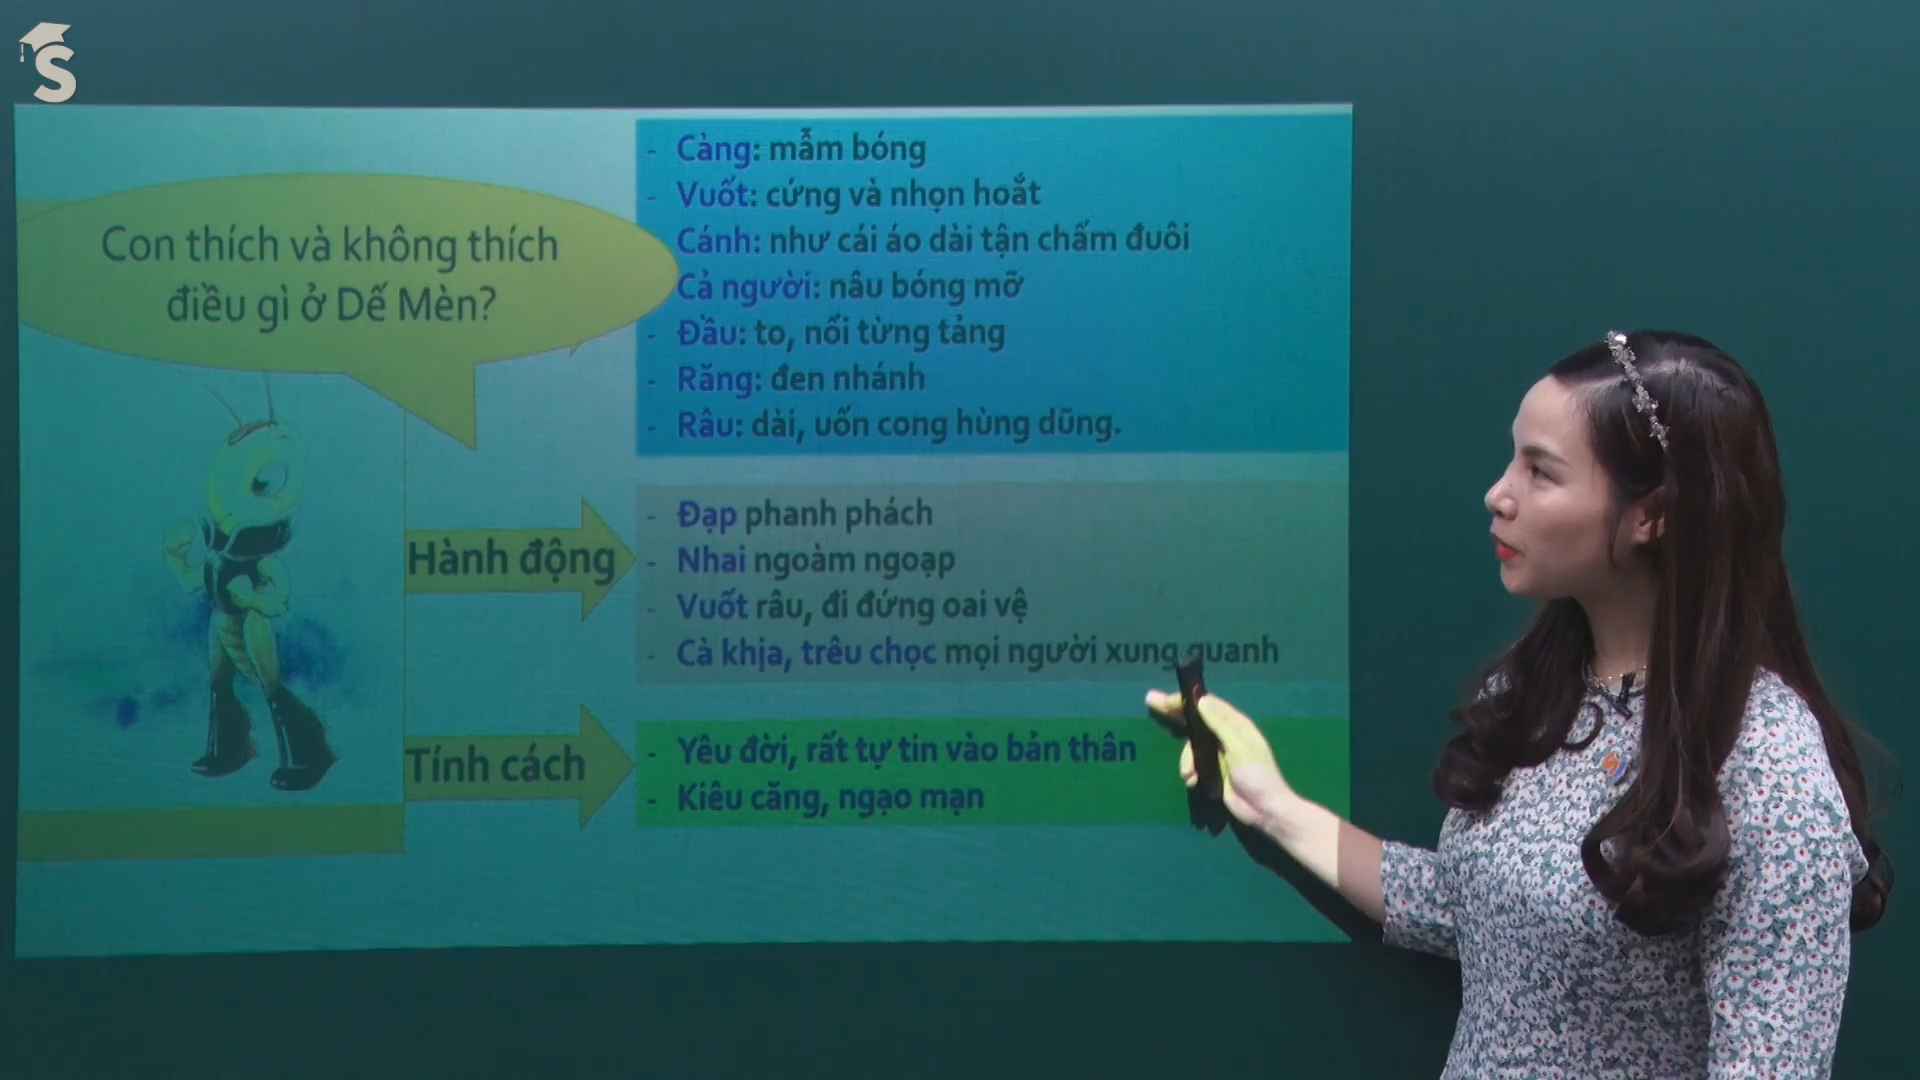 S
Con thích và không thích
điều gì ở Dế Mèn?
- Càng: mẫm bóng
- Vuốt: cứng và nhọn hoắt
Cánh: như cái áo dài tận chấm đuôi
Cả người: nâu bóng mỡ
- Đầu: to, nổi từng tảng
- Răng: đen nhánh
- Râu: dài, uốn cong hùng dũng.
Hành động
- Đạp phanh phách
- Nhai ngoàm ngoạp
- Vuốt râu, đi đứng oai vệ
- Cà khịa, trêu chọc mọi người xung quanh
Tính cách
- Yêu đời, rất tự tin vào bản thân
- Kiêu căng, ngạo mạn